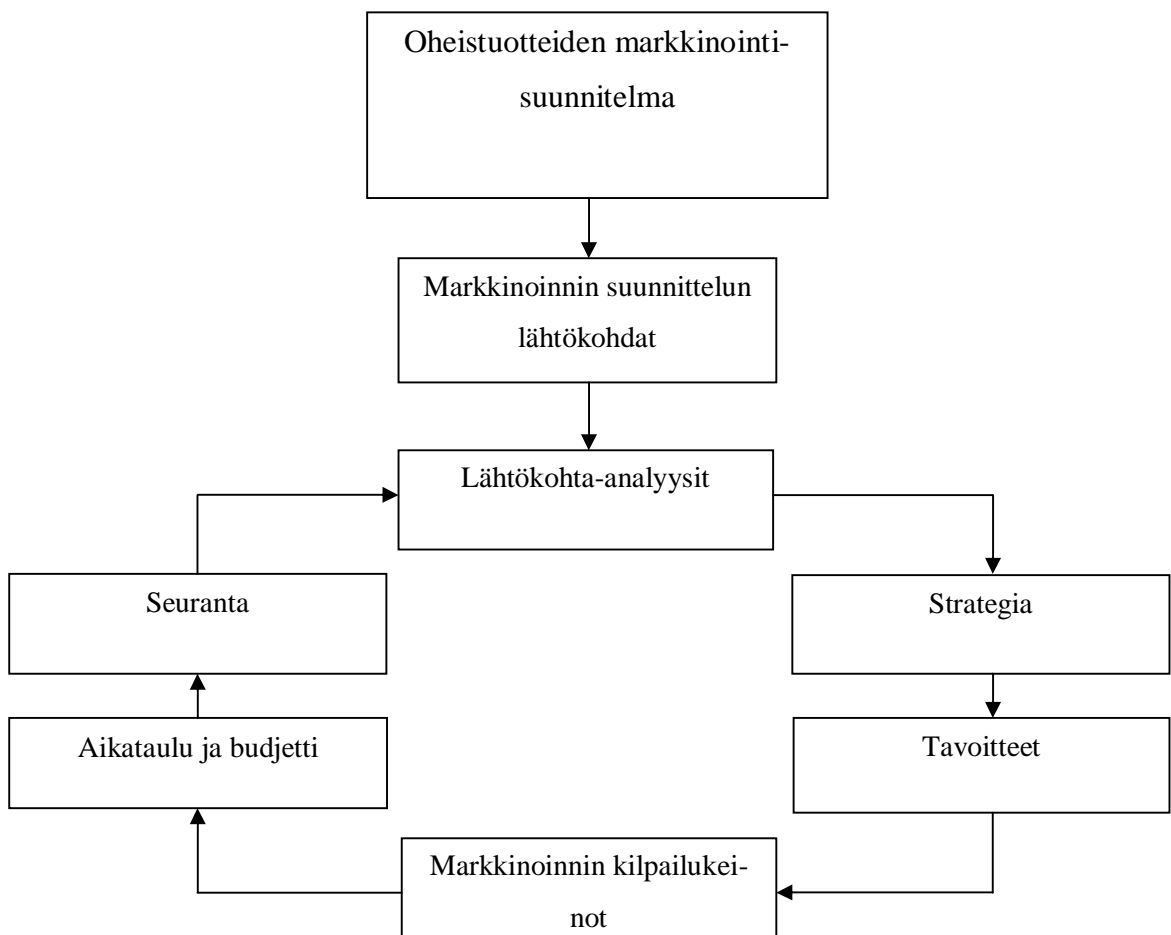 Oheistuotteiden markkinointi-
suunnitelma
Markkinoinnin suunnittelun
lähtökohdat
Lähtökohta-analyysit
Seuranta
Strategia
Aikataulu ja budjetti
Tavoitteet
Markkinoinnin kilpailukei-
not